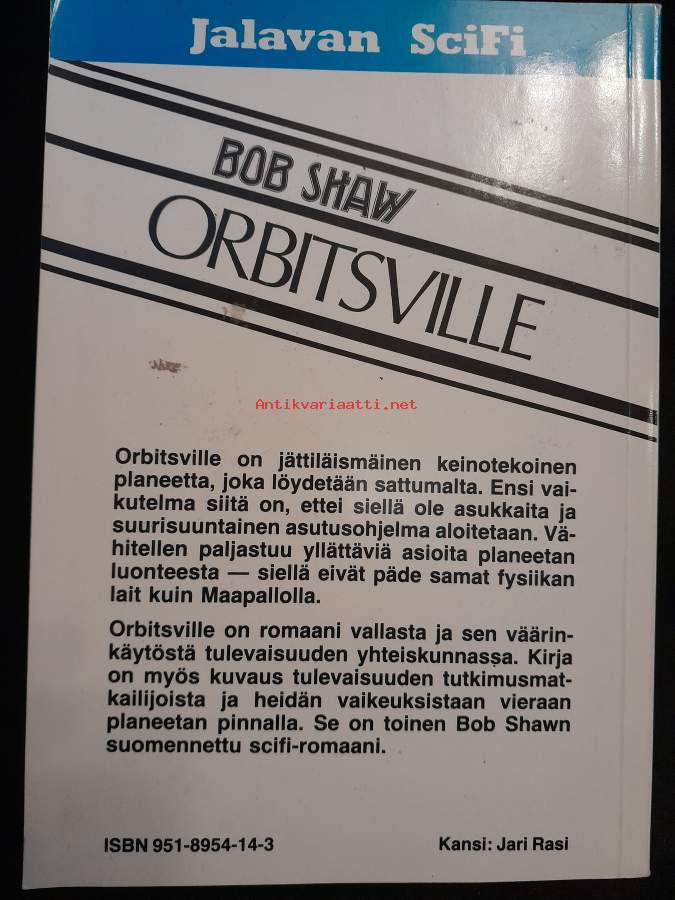 Jalavan SciFi
BOB SHAW
ORBITSVILLE
Antikvariaatti.net
Orbitsville on jättiläismäinen keinotekoinen
planeetta, joka löydetään sattumalta. Ensi vai-
kutelma siitä on, ettei siellä ole asukkaita ja
suurisuuntainen asutusohjelma aloitetaan. Vä-
hitellen paljastuu yllättäviä asioita planeetan
luonteesta — siellä eivät päde samat fysiikan
lait kuin Maapallolla.
Orbitsville on romaani vallasta ja sen väärin-
käytöstä tulevaisuuden yhteiskunnassa. Kirja
on myös kuvaus tulevaisuuden tutkimusmat-
kailijoista ja heidän vaikeuksistaan vieraan
planeetan pinnalla. Se on toinen Bob Shawn
suomennettu scifi-romaani.
ISBN 951-8954-14-3
Kansi: Jari Rasi